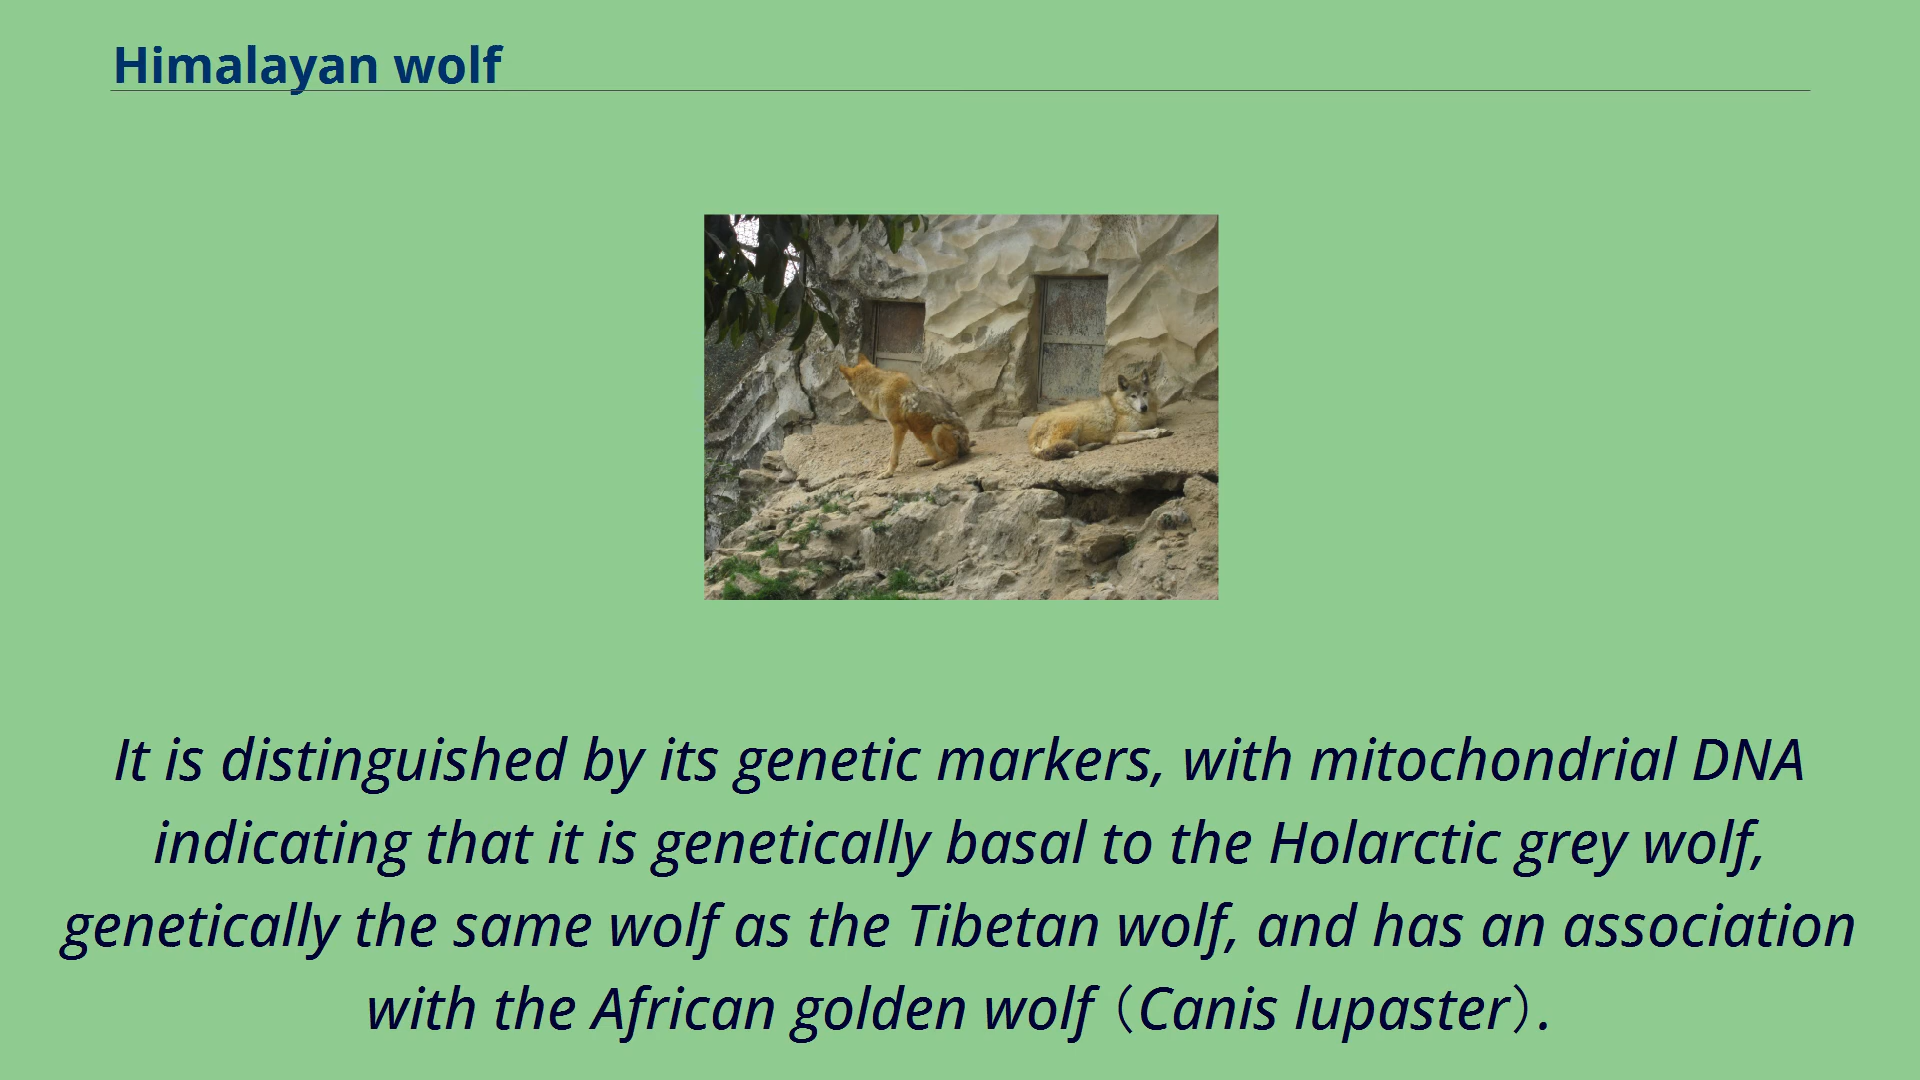 Himalayan wolf
It is distinguished by its genetic markers, with mitochondrial DNA
indicating that it is genetically basal to the Holarctic grey wolf,
genetically the same wolf as the Tibetan wolf, and has an association
with the African golden wolf（Canis lupaster）.